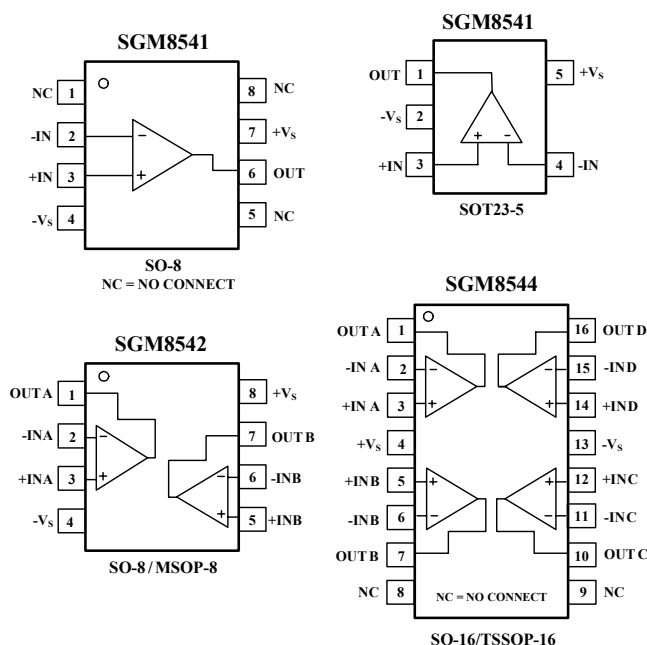 SGM8541
NC 1 8 NC
-IN 2 − 7 +VS
+IN 3 + 6 OUT
-VS 4 5 NC
SO-8
NC = NO CONNECT
SGM8541
OUT 1 5 +VS
-VS 2
+ -
+IN 3 4 -IN
SOT23-5
SGM8542
OUT A 1 8 +VS
-INA 2 − 7 OUT B
+INA 3 + − 6 -INB
-VS 4 + 5 +INB
SO-8 / MSOP-8
SGM8544
OUT A 1 16 OUT D
-IN A 2 − − 15 -IND
+IN A 3 + + 14 +IND
+VS 4 13 -VS
+INB 5 + + 12 +INC
-INB 6 − − 11 -INC
OUT B 7 10 OUT C
NC 8 NC = NO CONNECT 9 NC
SO-16/TSSOP-16